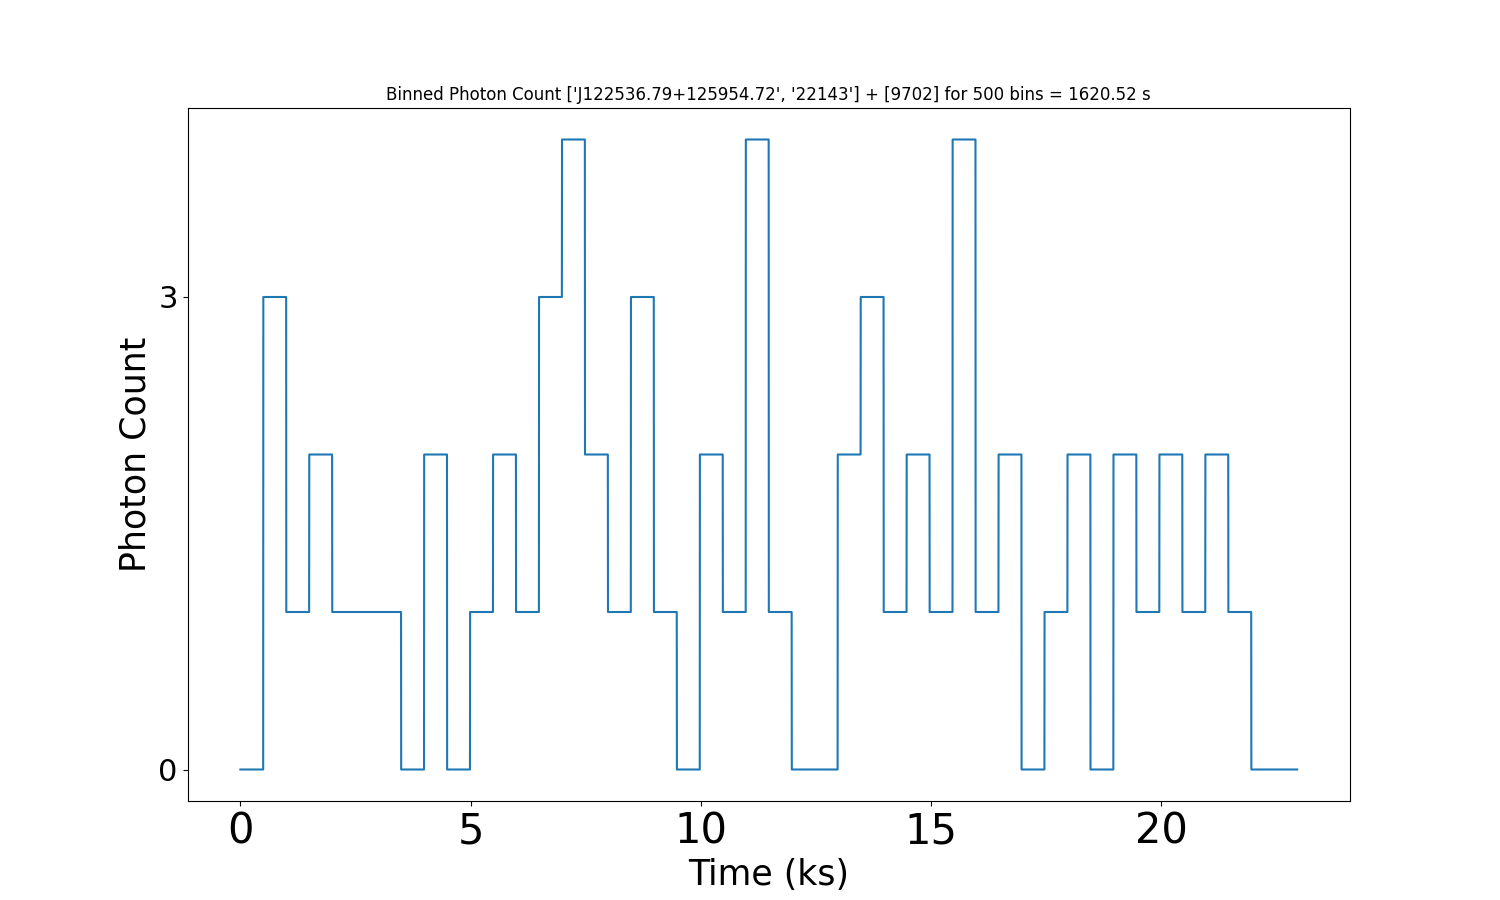 Binned Photon Count ['J122536.79+125954.72', '22143'] + [9702] for 500 bins = 1620.52 s
3
0
Photon Count
0 5 10 15 20
Time (ks)